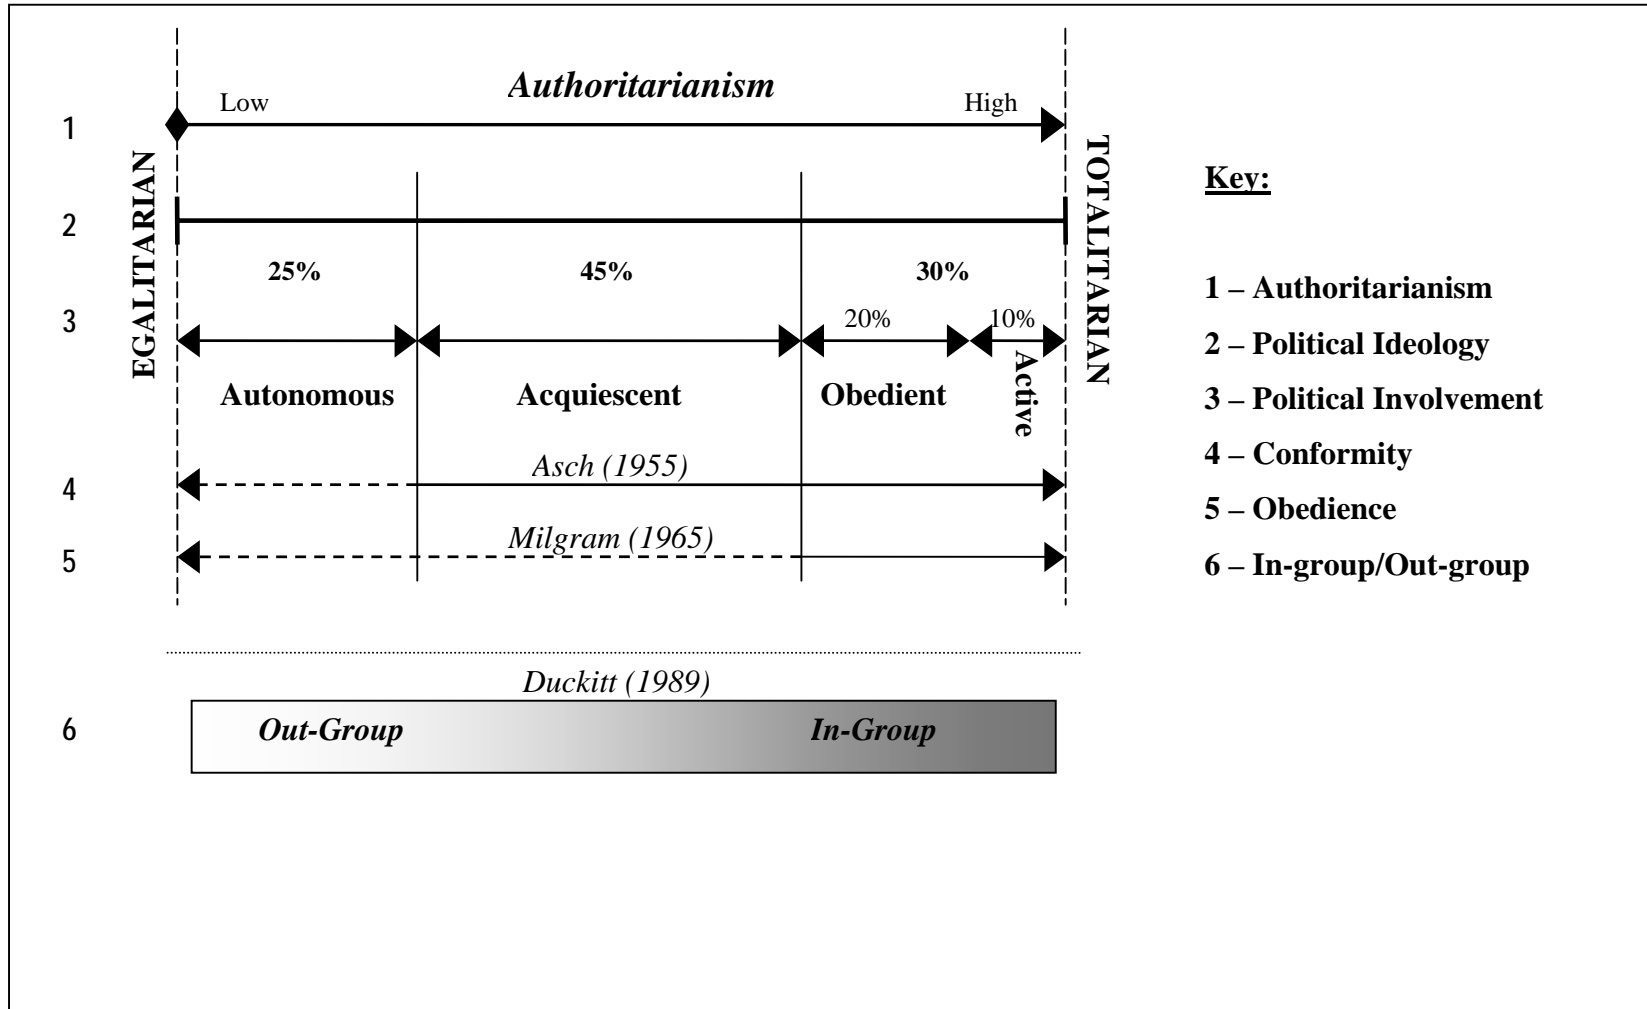 Authoritarianism
Low
High
1
EGALITARIAN
TOTALITARIAN
2
25%
45%
30%
3
20%
10%
Autonomous
Acquiescent
Obedient
Active
Asch (1955)
4
Milgram (1965)
5
Duckitt (1989)
6
Out-Group
In-Group
Key:
1 – Authoritarianism
2 – Political Ideology
3 – Political Involvement
4 – Conformity
5 – Obedience
6 – In-group/Out-group